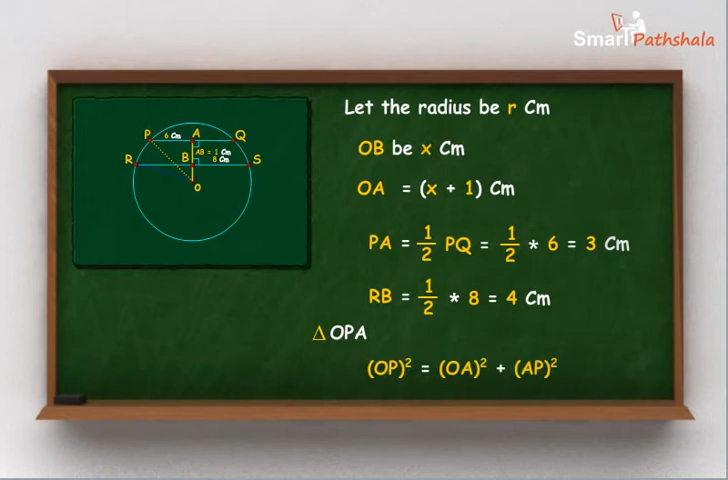 Smart Pathshala
Let the radius be r Cm
P 6 Cm A Q
OB be x Cm
AB = 1 Cm
R B 8 Cm S
O
OA = (x + 1) Cm
PA = 1/2 PQ = 1/2 * 6 = 3 Cm
RB = 1/2 * 8 = 4 Cm
Δ OPA
(OP)² = (OA)² + (AP)²